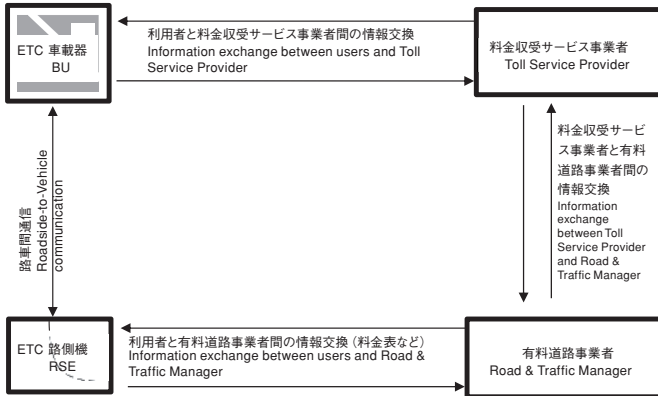 ETC 車載器
BU
利用者と料金収受サービス事業者間の情報交換
Information exchange between users and Toll
Service Provider
料金収受サービス事業者
Toll Service Provider
路車間通信
Roadside-to-Vehicle
communication
料金収受サービ
ス事業者と有料
道路事業者間の
情報交換
Information
exchange
between Toll
Service Provider
and Road &
Traffic Manager
ETC 路側機
RSE
利用者と有料道路事業者間の情報交換（料金表など）
Information exchange between users and Road &
Traffic Manager
有料道路事業者
Road & Traffic Manager